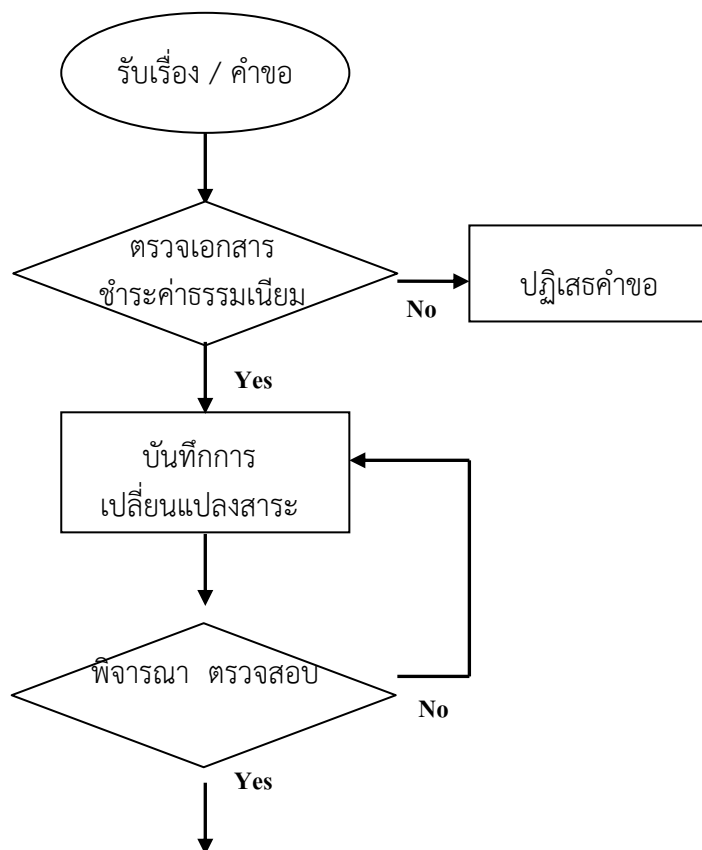 รับเรื่อง / คำขอ
ตรวจเอกสาร
ชำระค่าธรรมเนียม
ปฏิเสธคำขอ
No
Yes
บันทึกการ
เปลี่ยนแปลงสาระ
พิจารณา ตรวจสอบ
No
Yes